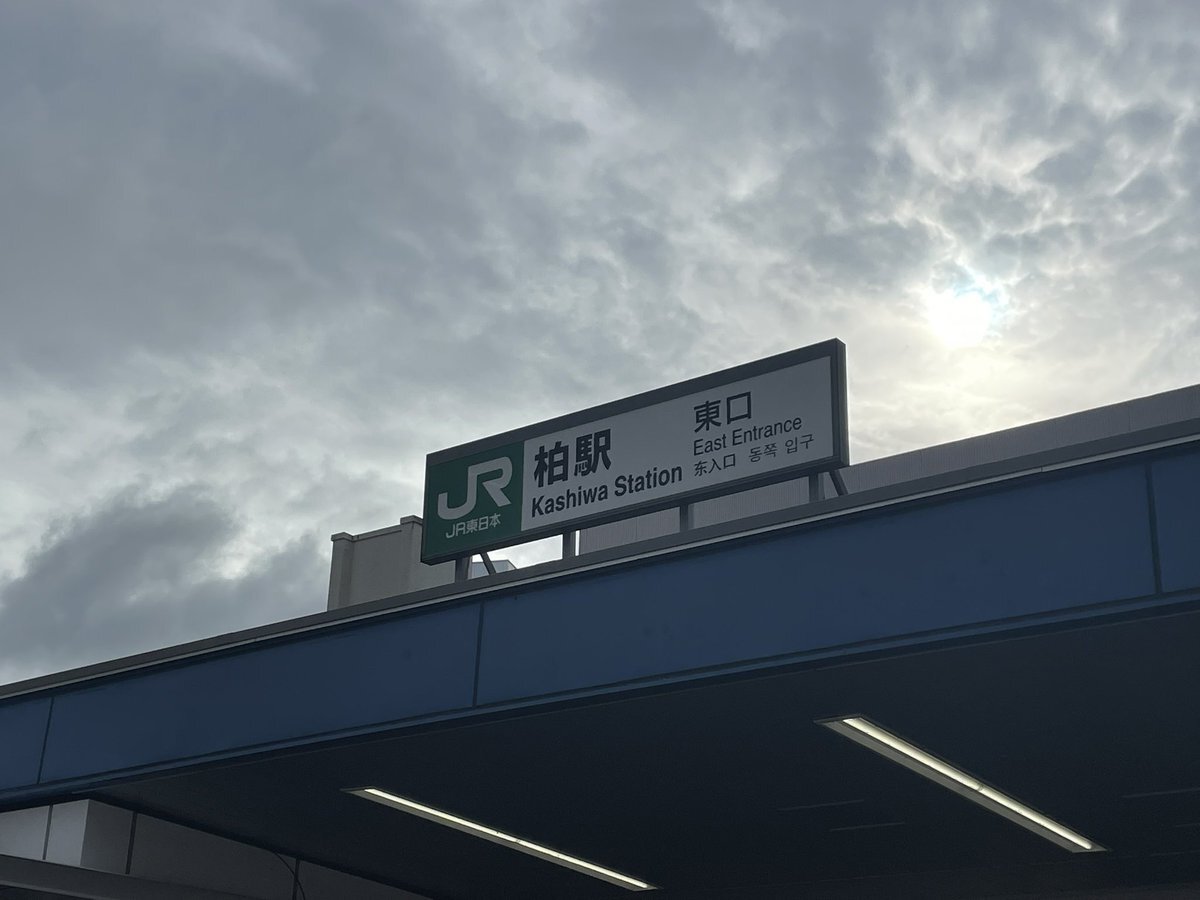 JR
JR東日本
柏駅
Kashiwa Station
東口
East Entrance
东入口 동쪽 입구